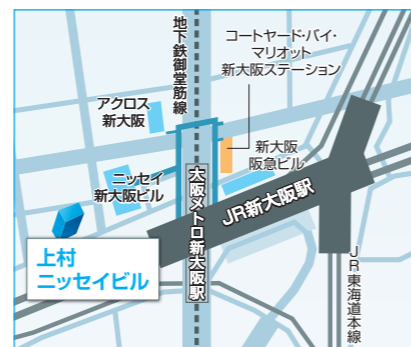 地下鉄御堂筋線
コートヤード・バイ・
マリオット
新大阪ステーション
アクロス
新大阪
新大阪
阪急ビル
ニッセイ
新大阪ビル
大阪メトロ新大阪駅
JR新大阪駅
上村
ニッセイビル
JR東海道本線